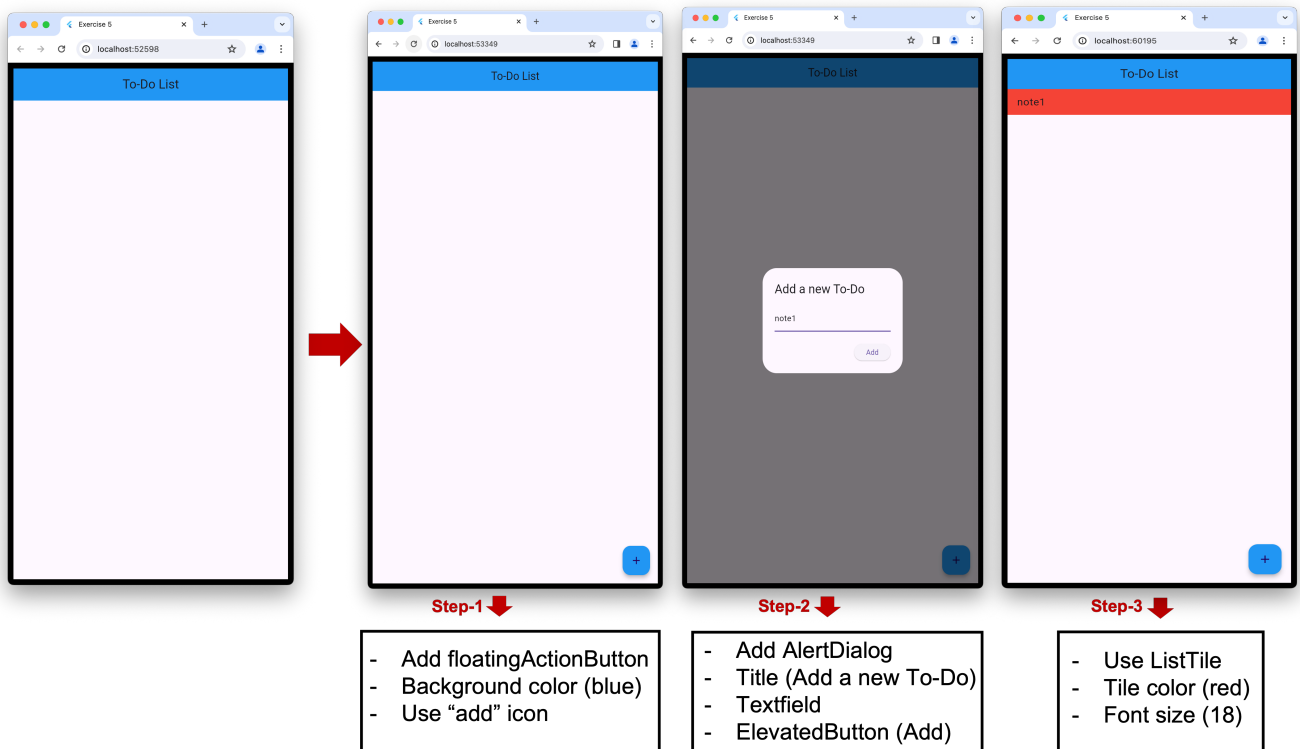 Exercise 5
localhost:52598
To-Do List
Exercise 5
localhost:53349
To-Do List
Exercise 5
localhost:53349
To-Do List
Add a new To-Do
note1
Add
Exercise 5
localhost:60195
To-Do List
note1
Step-1
- Add floatingActionButton
- Background color (blue)
- Use “add” icon
Step-2
- Add AlertDialog
- Title (Add a new To-Do)
- Textfield
- ElevatedButton (Add)
Step-3
- Use ListTile
- Tile color (red)
- Font size (18)